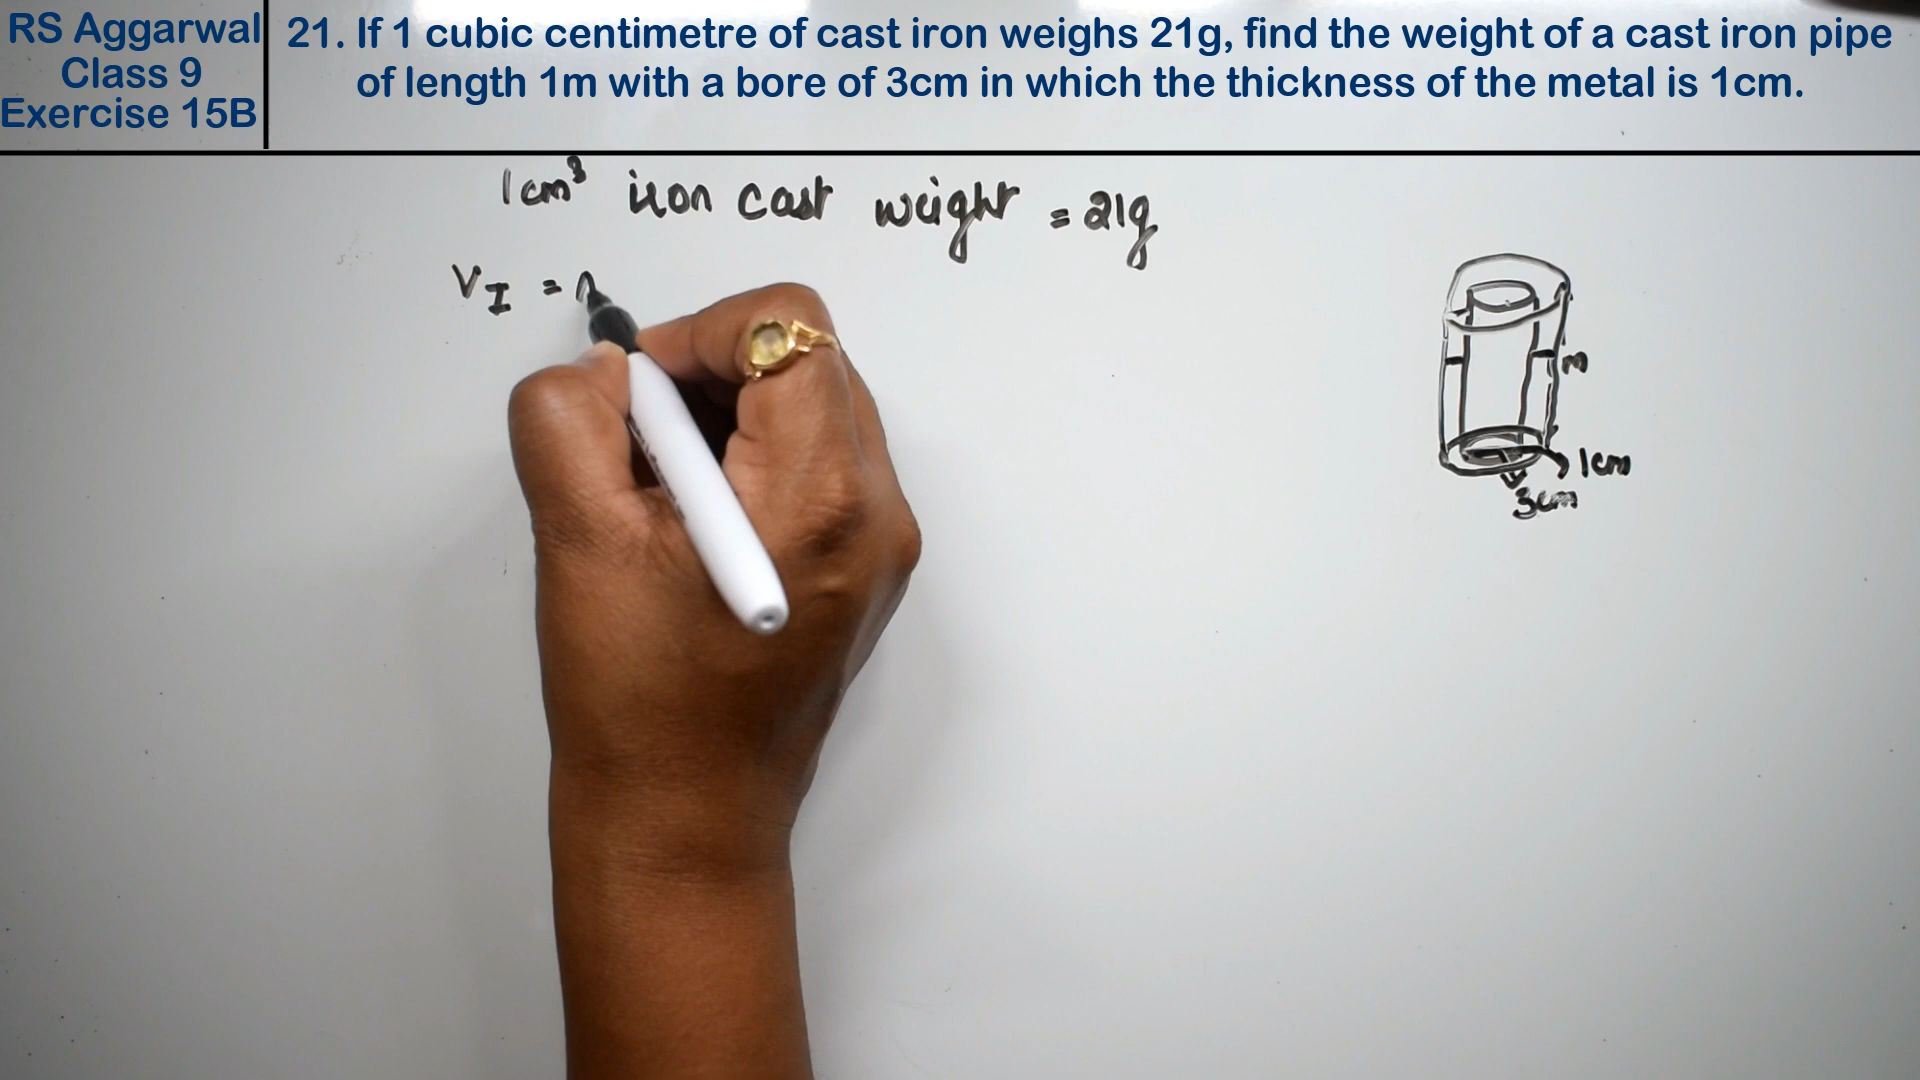 RS Aggarwal
Class 9
Exercise 15B
21. If 1 cubic centimetre of cast iron weighs 21g, find the weight of a cast iron pipe
of length 1m with a bore of 3cm in which the thickness of the metal is 1cm.
1cm³ iron cast weight = 21g
V_I =
m
1cm
3cm